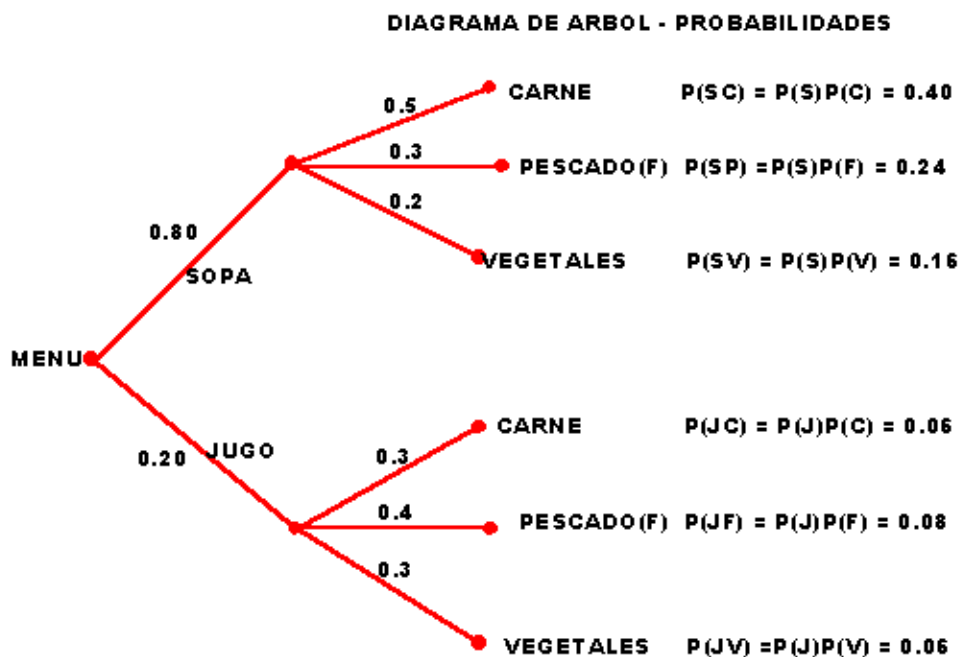 DIAGRAMA DE ARBOL - PROBABILIDADES
0.5
CARNE P(SC) = P(S)P(C) = 0.40
0.3
PESCADO(F) P(SP) =P(S)P(F) = 0.24
0.2
0.80
VEGETALES P(SV) = P(S)P(V) = 0.16
SOPA
MENU
CARNE P(JC) = P(J)P(C) = 0.06
JUGO
0.20
0.3
0.4
PESCADO(F) P(JF) = P(J)P(F) = 0.08
0.3
VEGETALES P(JV) =P(J)P(V) = 0.06